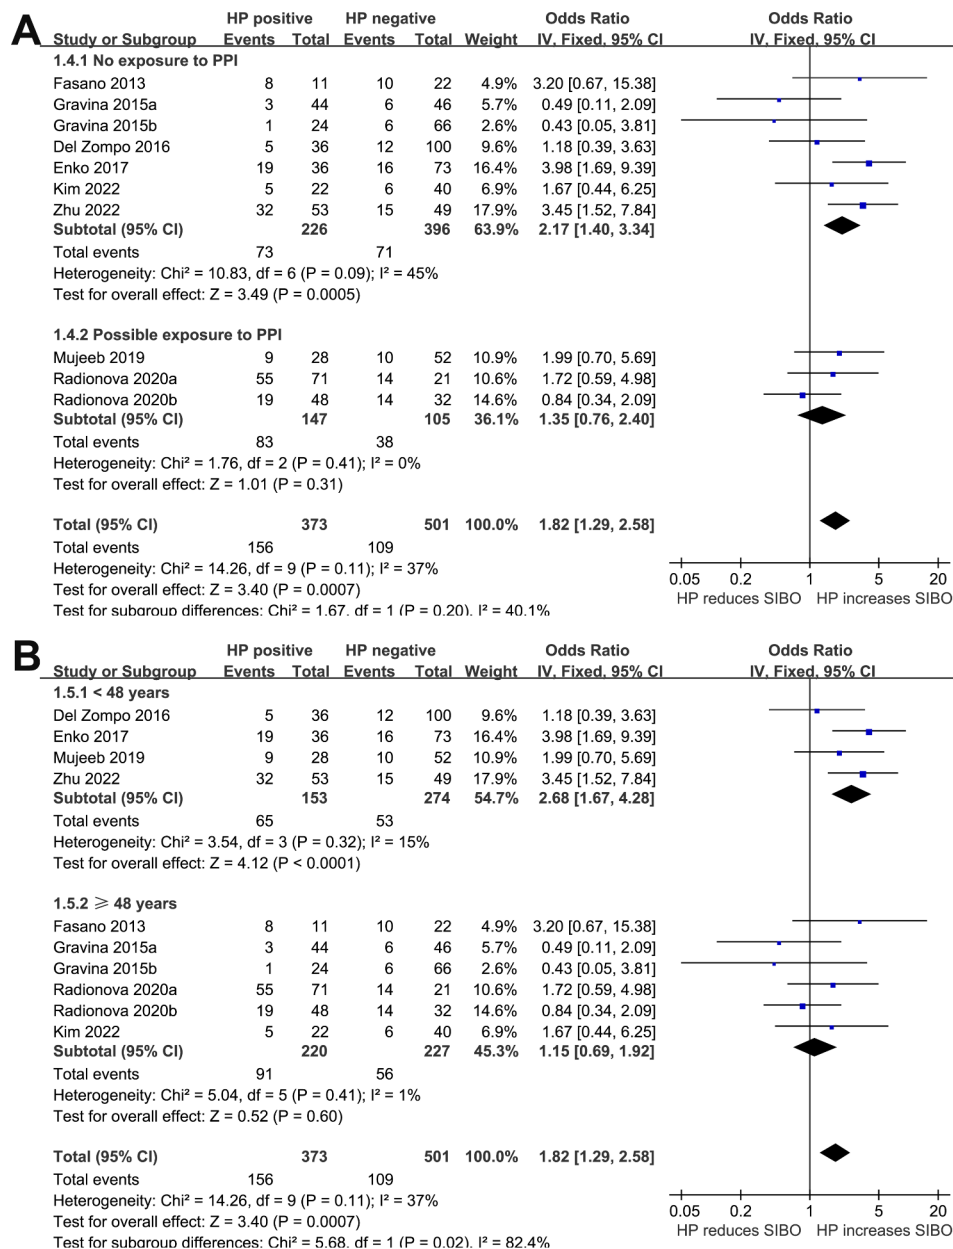 A
HP positive HP negative Odds Ratio Odds Ratio
Study or Subgroup Events Total Events Total Weight IV, Fixed, 95% CI IV, Fixed, 95% CI
1.4.1 No exposure to PPI
Fasano 2013 8 11 10 22 4.9% 3.20 [0.67, 15.38]
Gravina 2015a 3 44 6 46 5.7% 0.49 [0.11, 2.09]
Gravina 2015b 1 24 6 66 2.6% 0.43 [0.05, 3.81]
Del Zompo 2016 5 36 12 100 9.6% 1.18 [0.39, 3.63]
Enko 2017 19 36 16 73 16.4% 3.98 [1.69, 9.39]
Kim 2022 5 22 6 40 6.9% 1.67 [0.44, 6.25]
Zhu 2022 32 53 15 49 17.9% 3.45 [1.52, 7.84]
Subtotal (95% CI) 226 396 63.9% 2.17 [1.40, 3.34]
Total events 73 71
Heterogeneity: Chi² = 10.83, df = 6 (P = 0.09); I² = 45%
Test for overall effect: Z = 3.49 (P = 0.0005)
1.4.2 Possible exposure to PPI
Mujeeb 2019 9 28 10 52 10.9% 1.99 [0.70, 5.69]
Radionova 2020a 55 71 14 21 10.6% 1.72 [0.59, 4.98]
Radionova 2020b 19 48 14 32 14.6% 0.84 [0.34, 2.09]
Subtotal (95% CI) 147 105 36.1% 1.35 [0.76, 2.40]
Total events 83 38
Heterogeneity: Chi² = 1.76, df = 2 (P = 0.41); I² = 0%
Test for overall effect: Z = 1.01 (P = 0.31)
Total (95% CI) 373 501 100.0% 1.82 [1.29, 2.58]
Total events 156 109
Heterogeneity: Chi² = 14.26, df = 9 (P = 0.11); I² = 37%
Test for overall effect: Z = 3.40 (P = 0.0007)
Test for subgroup differences: Chi² = 1.67, df = 1 (P = 0.20), I² = 40.1%
0.05 0.2 1 5 20
HP reduces SIBO HP increases SIBO
B
HP positive HP negative Odds Ratio Odds Ratio
Study or Subgroup Events Total Events Total Weight IV, Fixed, 95% CI IV, Fixed, 95% CI
1.5.1 < 48 years
Del Zompo 2016 5 36 12 100 9.6% 1.18 [0.39, 3.63]
Enko 2017 19 36 16 73 16.4% 3.98 [1.69, 9.39]
Mujeeb 2019 9 28 10 52 10.9% 1.99 [0.70, 5.69]
Zhu 2022 32 53 15 49 17.9% 3.45 [1.52, 7.84]
Subtotal (95% CI) 153 274 54.7% 2.68 [1.67, 4.28]
Total events 65 53
Heterogeneity: Chi² = 3.54, df = 3 (P = 0.32); I² = 15%
Test for overall effect: Z = 4.12 (P < 0.0001)
1.5.2 ⩾ 48 years
Fasano 2013 8 11 10 22 4.9% 3.20 [0.67, 15.38]
Gravina 2015a 3 44 6 46 5.7% 0.49 [0.11, 2.09]
Gravina 2015b 1 24 6 66 2.6% 0.43 [0.05, 3.81]
Radionova 2020a 55 71 14 21 10.6% 1.72 [0.59, 4.98]
Radionova 2020b 19 48 14 32 14.6% 0.84 [0.34, 2.09]
Kim 2022 5 22 6 40 6.9% 1.67 [0.44, 6.25]
Subtotal (95% CI) 220 227 45.3% 1.15 [0.69, 1.92]
Total events 91 56
Heterogeneity: Chi² = 5.04, df = 5 (P = 0.41); I² = 1%
Test for overall effect: Z = 0.52 (P = 0.60)
Total (95% CI) 373 501 100.0% 1.82 [1.29, 2.58]
Total events 156 109
Heterogeneity: Chi² = 14.26, df = 9 (P = 0.11); I² = 37%
Test for overall effect: Z = 3.40 (P = 0.0007)
Test for subgroup differences: Chi² = 5.68, df = 1 (P = 0.02), I² = 82.4%
0.05 0.2 1 5 20
HP reduces SIBO HP increases SIBO